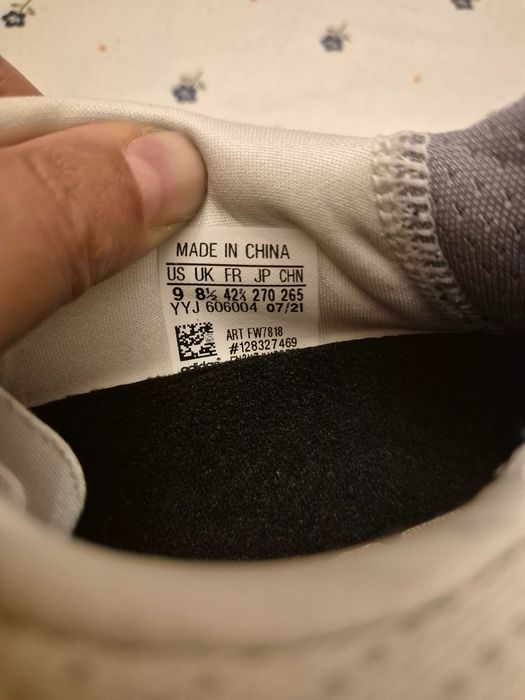 MADE IN CHINA
US UK FR JP CHN
9 8½ 42⅔ 270 265
YYJ 606004 07/21
ART FW7818
#128327469
adidas